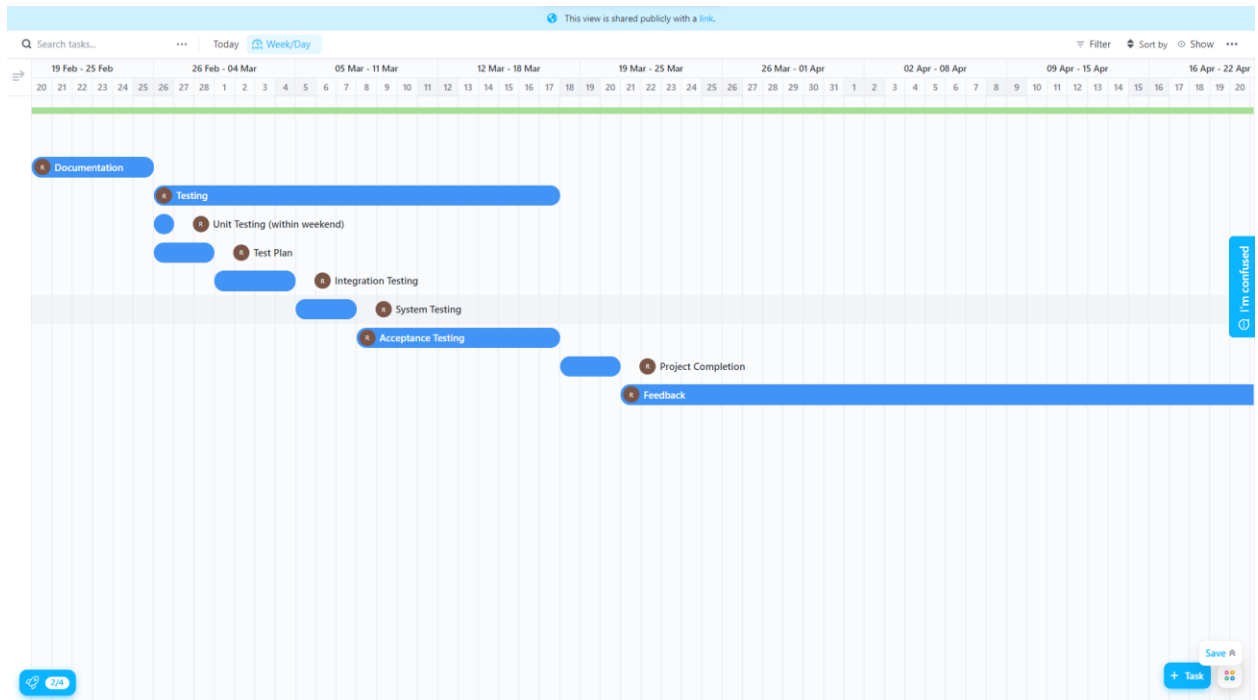 This view is shared publicly with a link.
Search tasks... ... Today Week/Day Filter Sort by Show ...
19 Feb - 25 Feb 26 Feb - 04 Mar 05 Mar - 11 Mar 12 Mar - 18 Mar 19 Mar - 25 Mar 26 Mar - 01 Apr 02 Apr - 08 Apr 09 Apr - 15 Apr 16 Apr - 22 Apr
20 21 22 23 24 25 26 27 28 1 2 3 4 5 6 7 8 9 10 11 12 13 14 15 16 17 18 19 20 21 22 23 24 25 26 27 28 29 30 31 1 2 3 4 5 6 7 8 9 10 11 12 13 14 15 16 17 18 19 20
R Documentation
R Testing
R Unit Testing (within weekend)
R Test Plan
I'm confused
R Integration Testing
R System Testing
R Acceptance Testing
R Project Completion
R Feedback
Save
+ Task
2/4